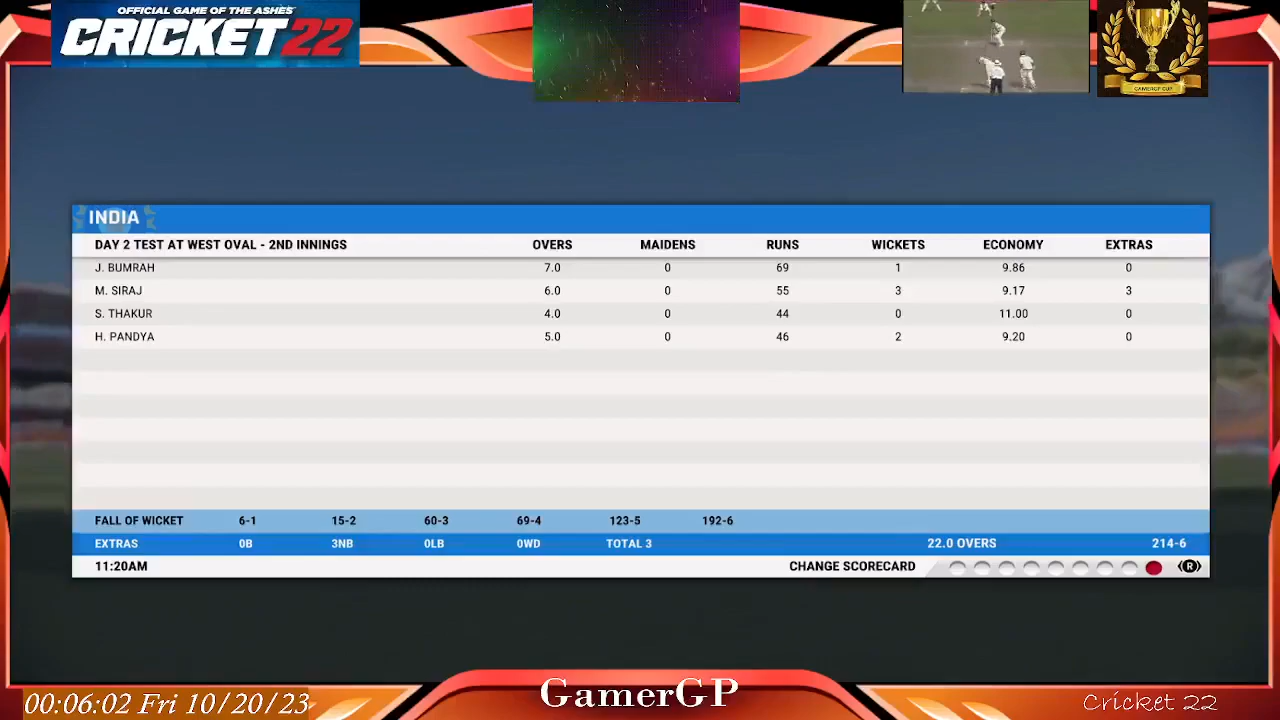 OFFICIAL GAME OF THE ASHES
CRICKET 22
GAMERGP CUP
INDIA
DAY 2 TEST AT WEST OVAL - 2ND INNINGS OVERS MAIDENS RUNS WICKETS ECONOMY EXTRAS
J. BUMRAH 7.0 0 69 1 9.86 0
M. SIRAJ 6.0 0 55 3 9.17 3
S. THAKUR 4.0 0 44 0 11.00 0
H. PANDYA 5.0 0 46 2 9.20 0
FALL OF WICKET 6-1 15-2 60-3 69-4 123-5 192-6
EXTRAS 0B 3NB 0LB 0WD TOTAL 3 22.0 OVERS 214-6
11:20AM CHANGE SCORECARD R
00:06:02 Fri 10/20/23 GamerGP Cricket 22